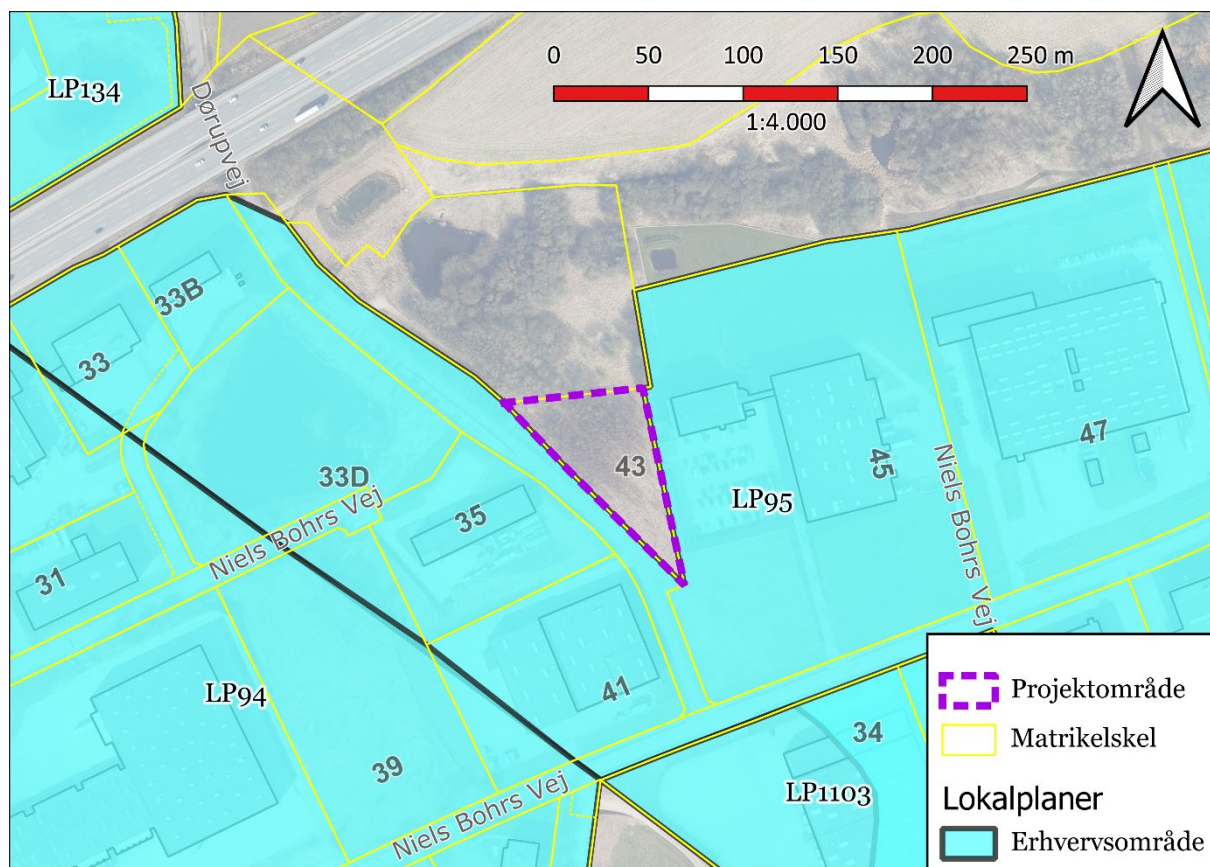 0 50 100 150 200 250 m
1:4.000
LP134
Dørupvej
33B
33
33D
Niels Bohrs Vej
31
35
43
LP95
45
47
Niels Bohrs Vej
LP94
41
39
Niels Bohrs Vej
34
LP1103
Projektområde
Matrikelskel
Lokalplaner
Erhvervsområde